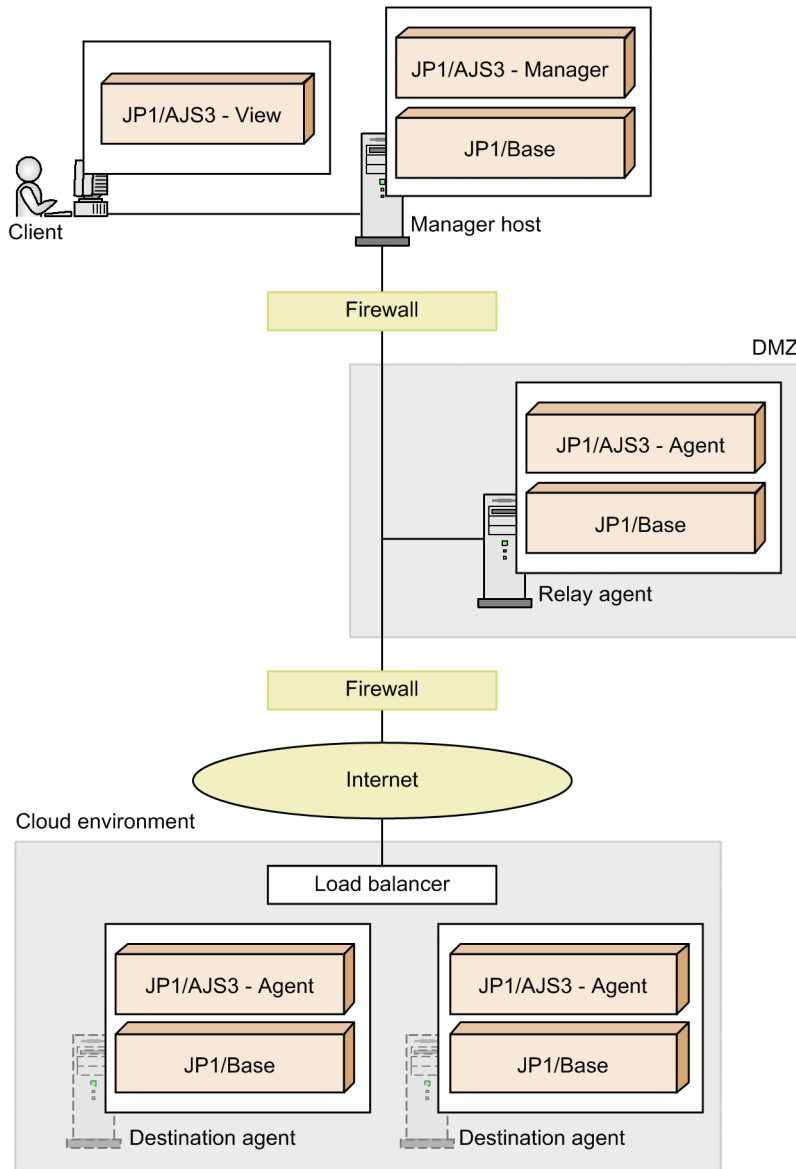 JP1/AJS3 - View
JP1/AJS3 - Manager
JP1/Base
Client
Manager host
Firewall
DMZ
JP1/AJS3 - Agent
JP1/Base
Relay agent
Firewall
Internet
Cloud environment
Load balancer
JP1/AJS3 - Agent
JP1/Base
Destination agent
JP1/AJS3 - Agent
JP1/Base
Destination agent